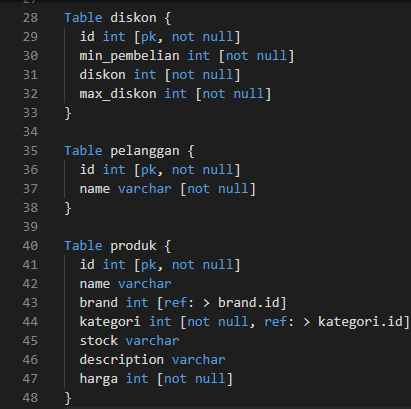 28 Table diskon {
29   id int [pk, not null]
30   min_pembelian int [not null]
31   diskon int [not null]
32   max_diskon int [not null]
33 }
34
35 Table pelanggan {
36   id int [pk, not null]
37   name varchar [not null]
38 }
39
40 Table produk {
41   id int [pk, not null]
42   name varchar
43   brand int [ref: > brand.id]
44   kategori int [not null, ref: > kategori.id]
45   stock varchar
46   description varchar
47   harga int [not null]
48 }